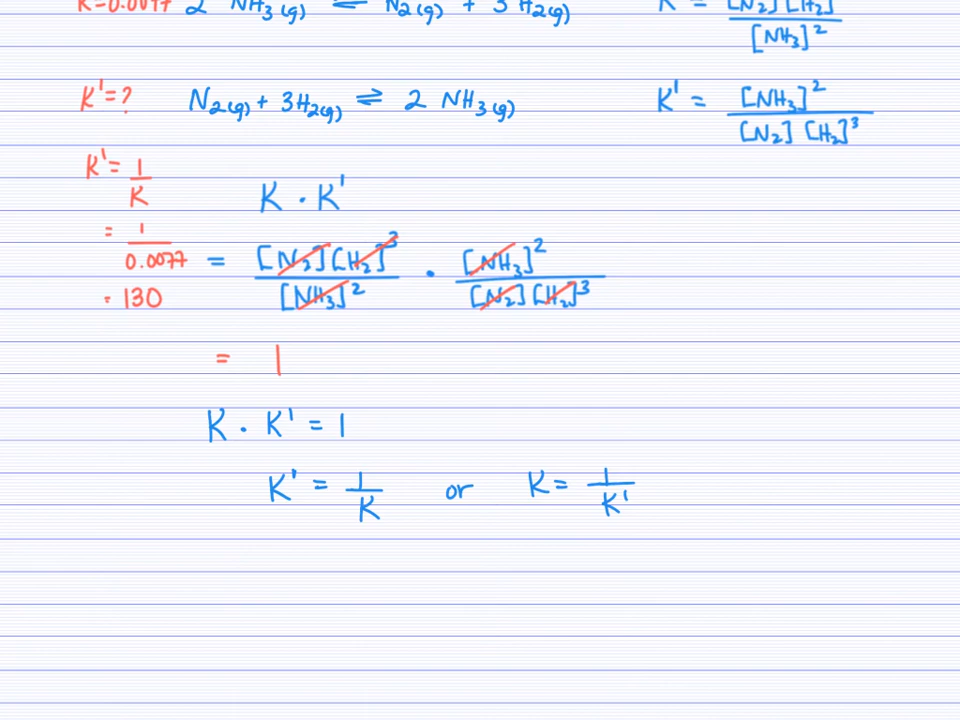 K=0.0077 2 NH₃(g) ⇌ N₂(g) + 3 H₂(g) K = [N₂][H₂] / [NH₃]²
K'=? N₂(g) + 3H₂(g) ⇌ 2 NH₃(g) K' = [NH₃]² / [N₂][H₂]³
K' = 1/K
= 1/0.0077
= 130
K · K'
= [N₂][H₂]³ / [NH₃]² · [NH₃]² / [N₂][H₂]³
= 1
K · K' = 1
K' = 1/K or K = 1/K'